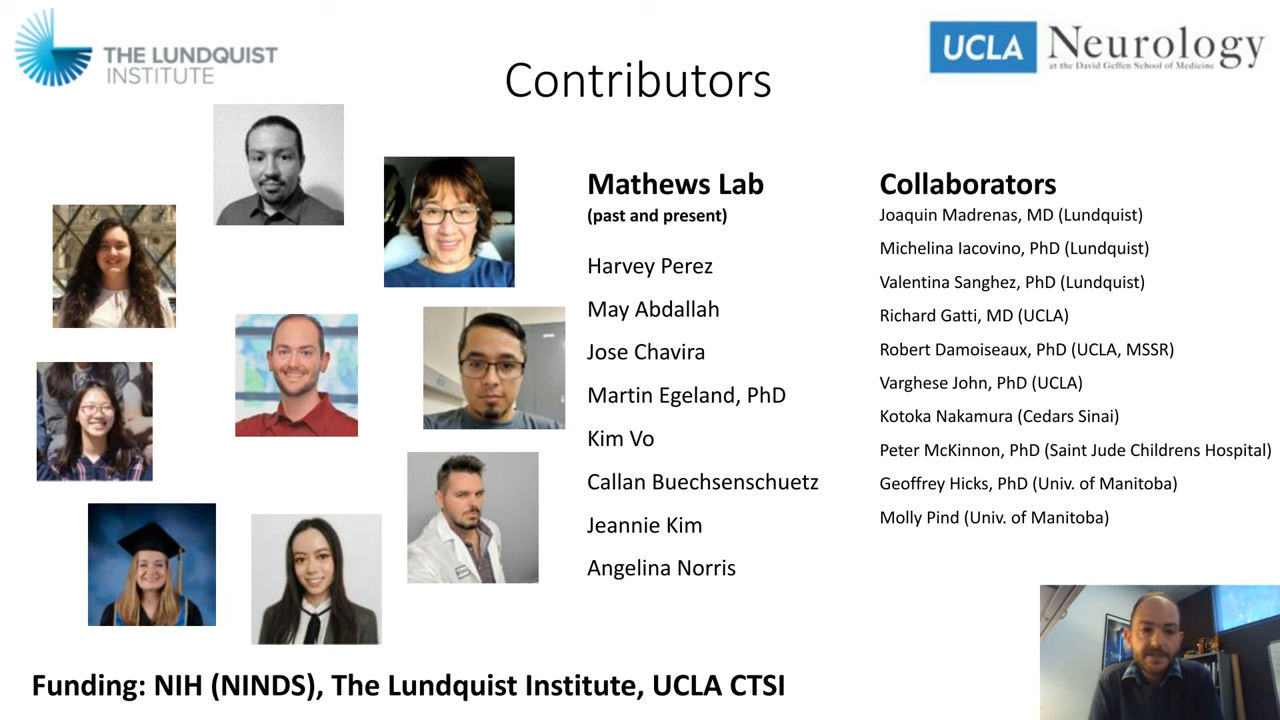 THE LUNDQUIST
INSTITUTE
UCLA Neurology
at the David Geffen School of Medicine
Contributors
Mathews Lab
(past and present)
Harvey Perez
May Abdallah
Jose Chavira
Martin Egeland, PhD
Kim Vo
Callan Buechsenschuetz
Jeannie Kim
Angelina Norris
Collaborators
Joaquin Madrenas, MD (Lundquist)
Michelina Iacovino, PhD (Lundquist)
Valentina Sanghez, PhD (Lundquist)
Richard Gatti, MD (UCLA)
Robert Damoiseaux, PhD (UCLA, MSSR)
Varghese John, PhD (UCLA)
Kotoka Nakamura (Cedars Sinai)
Peter McKinnon, PhD (Saint Jude Childrens Hospital)
Geoffrey Hicks, PhD (Univ. of Manitoba)
Molly Pind (Univ. of Manitoba)
Funding: NIH (NINDS), The Lundquist Institute, UCLA CTSI